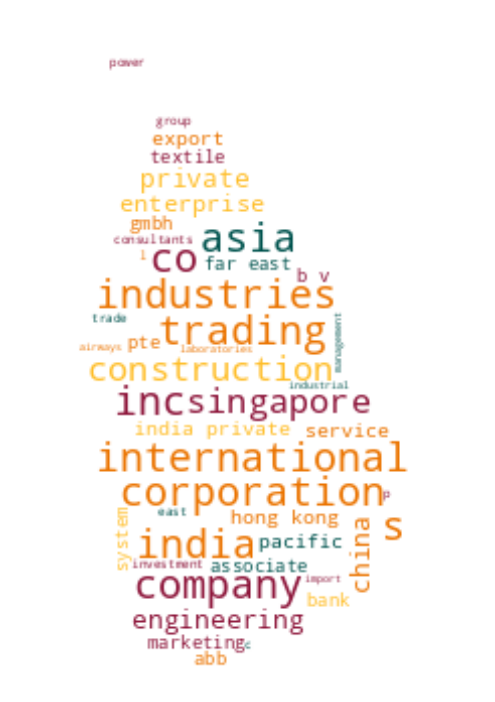 power
group
export
textile
private
enterprise
gmbh
consultants
asia
l
co
far east
b v
industries
trade
trading
management
airways
pte
laboratories
construction
industrial
inc
singapore
india private
service
international
corporation
p
system
east
hong kong
s
china
india
pacific
investment
associate
company
import
bank
engineering
marketing
c
abb